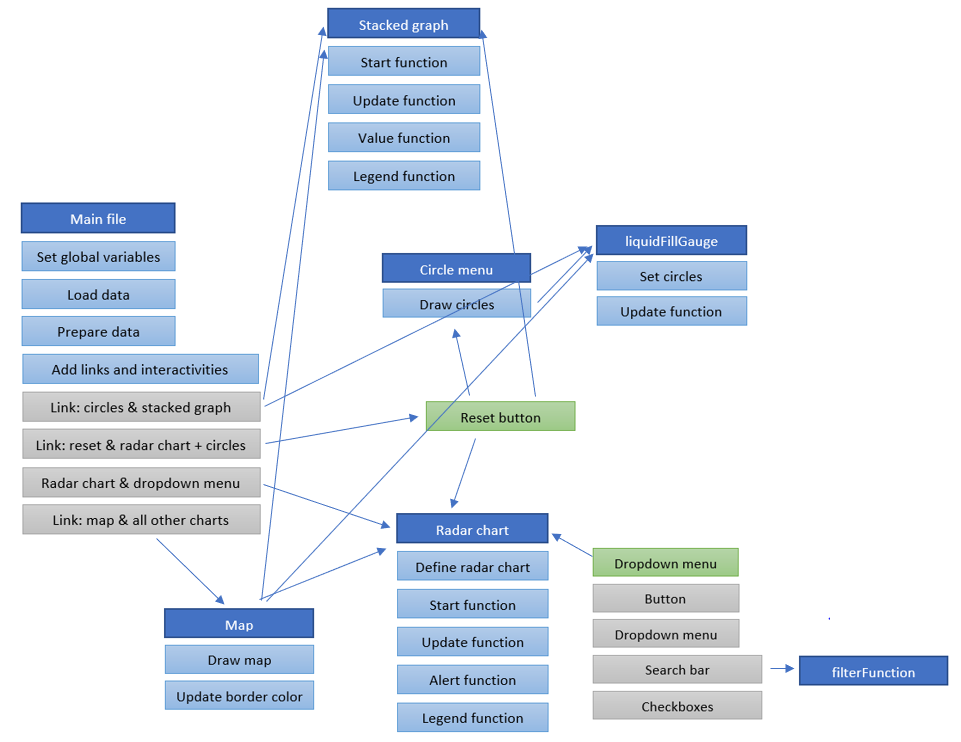 Stacked graph
Start function
Update function
Value function
Legend function
Main file
Set global variables
Load data
Prepare data
Add links and interactivities
Link: circles & stacked graph
Link: reset & radar chart + circles
Radar chart & dropdown menu
Link: map & all other charts
Circle menu
Draw circles
liquidFillGauge
Set circles
Update function
Reset button
Map
Draw map
Update border color
Radar chart
Define radar chart
Start function
Update function
Alert function
Legend function
Dropdown menu
Button
Dropdown menu
Search bar
Checkboxes
filterFunction